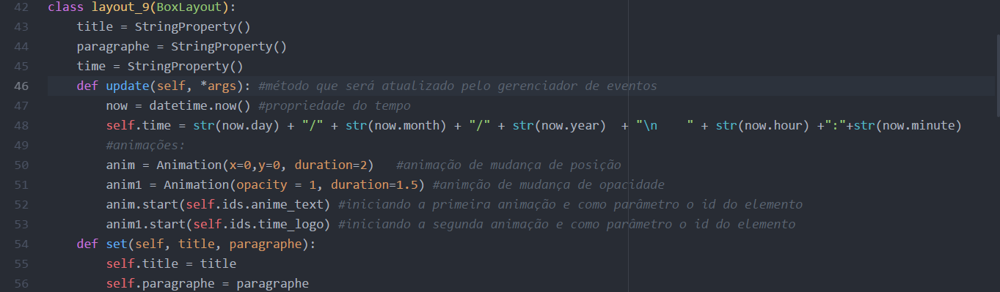 42 class layout_9(BoxLayout):
43     title = StringProperty()
44     paragraphe = StringProperty()
45     time = StringProperty()
46     def update(self, *args): #método que será atualizado pelo gerenciador de eventos
47         now = datetime.now() #propriedade do tempo
48         self.time = str(now.day) + "/" + str(now.month) + "/" + str(now.year)  + "\n    " + str(now.hour) +":"+str(now.minute)
49         #animações:
50         anim = Animation(x=0,y=0, duration=2)   #animação de mudança de posição
51         anim1 = Animation(opacity = 1, duration=1.5) #animção de mudança de opacidade
52         anim.start(self.ids.anime_text) #iniciando a primeira animação e como parâmetro o id do elemento
53         anim1.start(self.ids.time_logo) #iniciando a segunda animação e como parâmetro o id do elemento
54     def set(self, title, paragraphe):
55         self.title = title
56         self.paragraphe = paragraphe